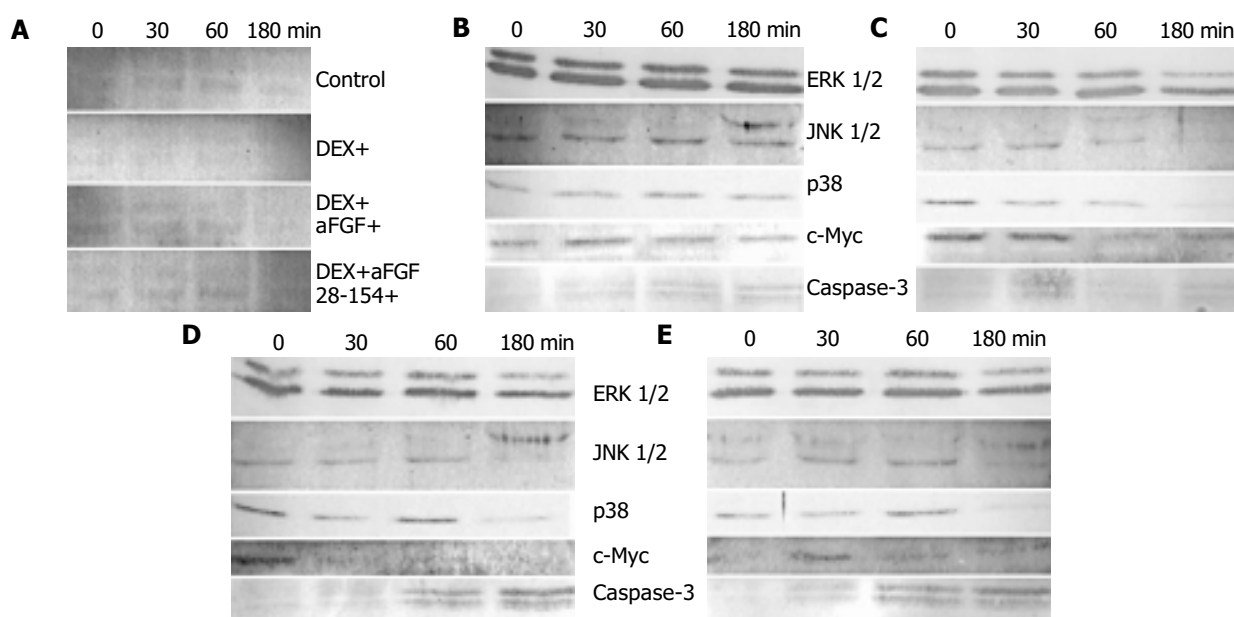 A
0 30 60 180 min
Control
DEX+
DEX+
aFGF+
DEX+aFGF
28-154+
B
0 30 60 180 min
C
0 30 60 180 min
ERK 1/2
JNK 1/2
p38
c-Myc
Caspase-3
D
0 30 60 180 min
E
0 30 60 180 min
ERK 1/2
JNK 1/2
p38
c-Myc
Caspase-3